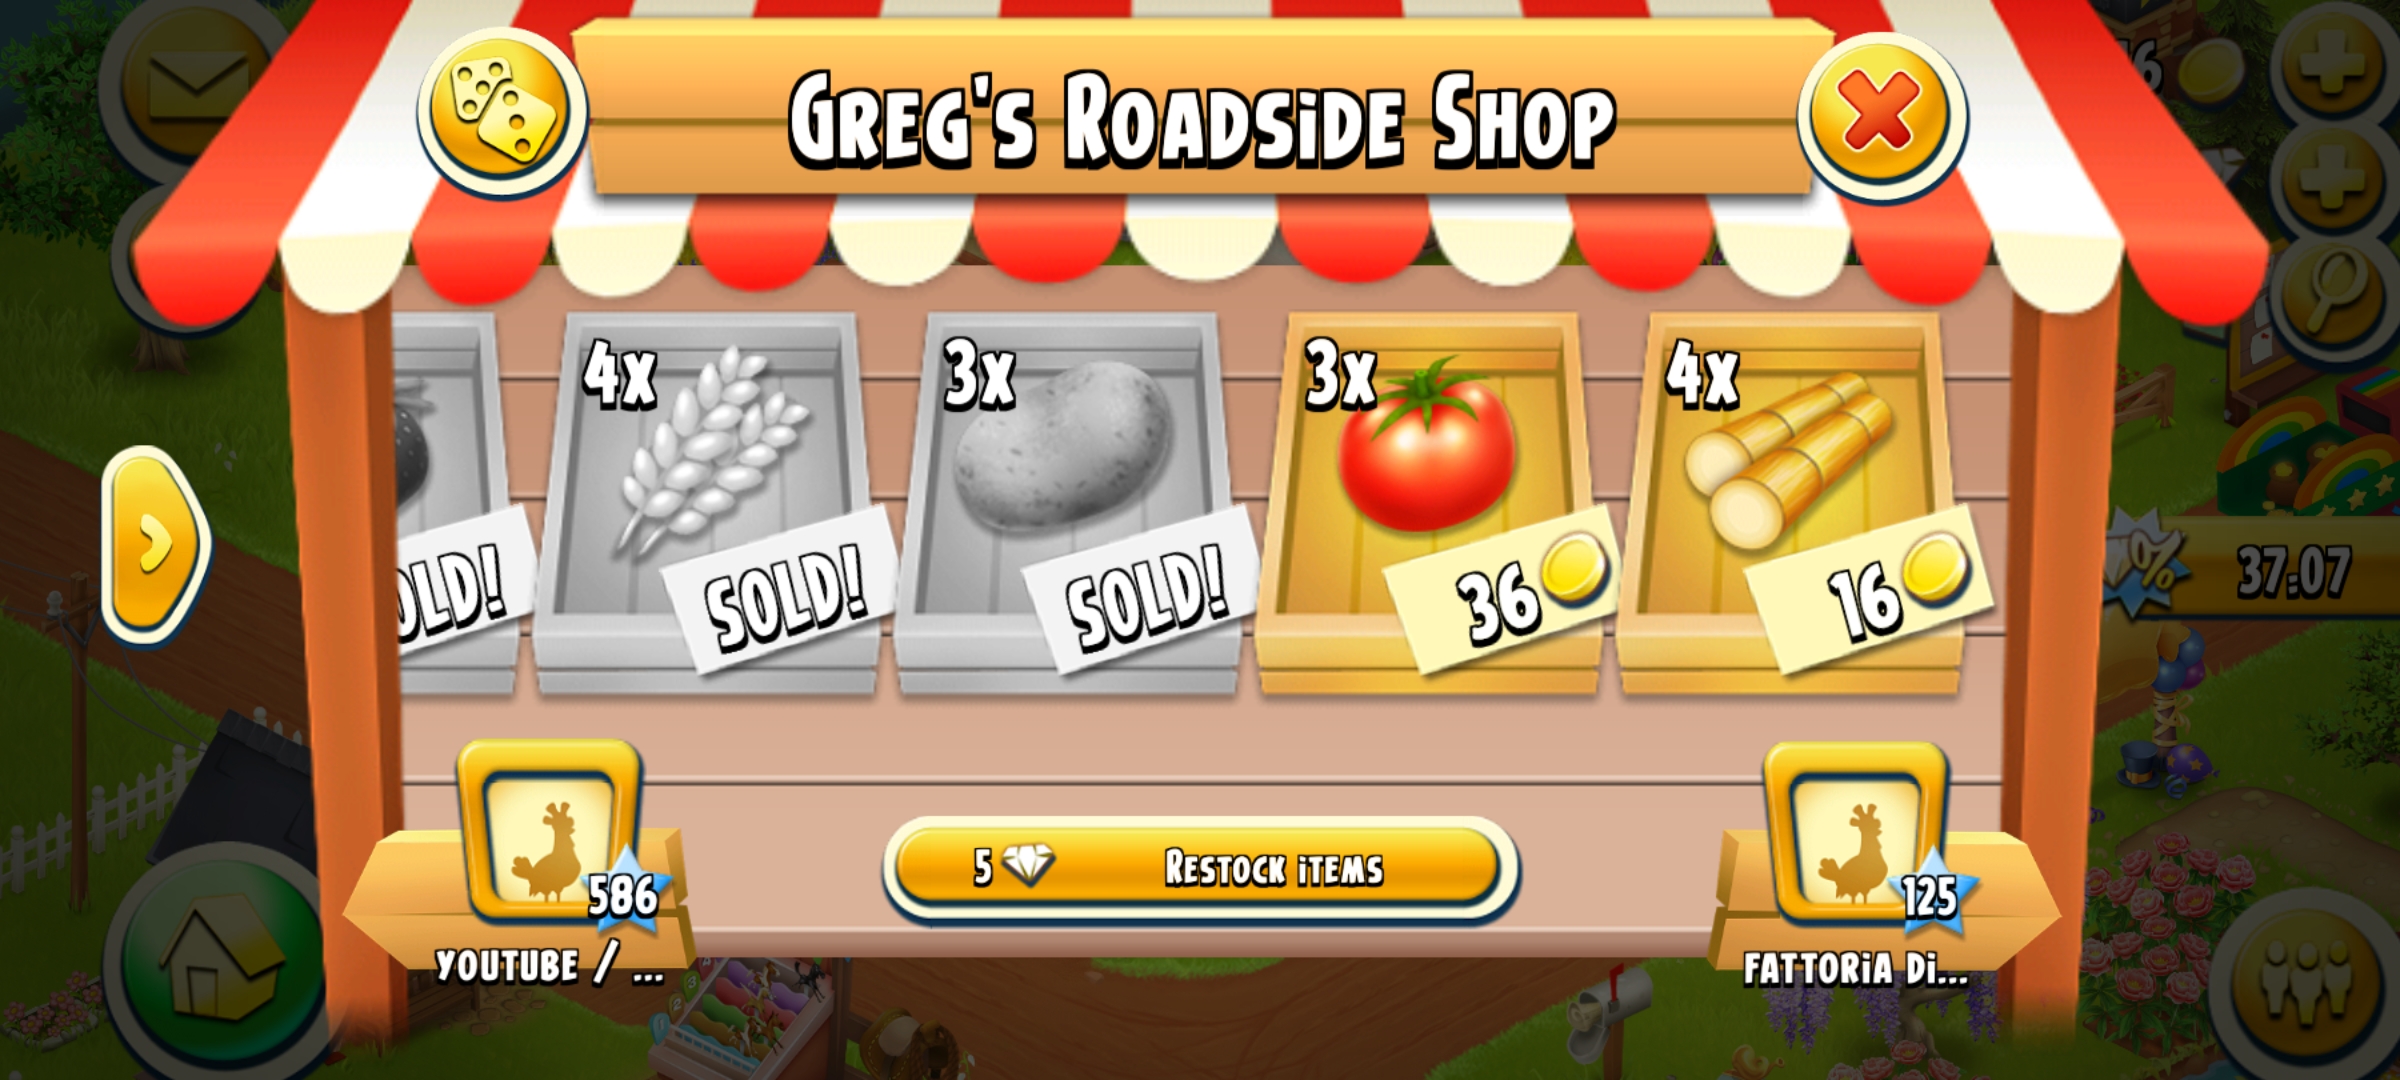 GREG'S ROADSIDE SHOP
4x
3x
3x
4x
OLD!
SOLD!
SOLD!
36
16
37:07
5
RESTOCK ITEMS
586
125
YOUTUBE / ...
FATTORIA DI...